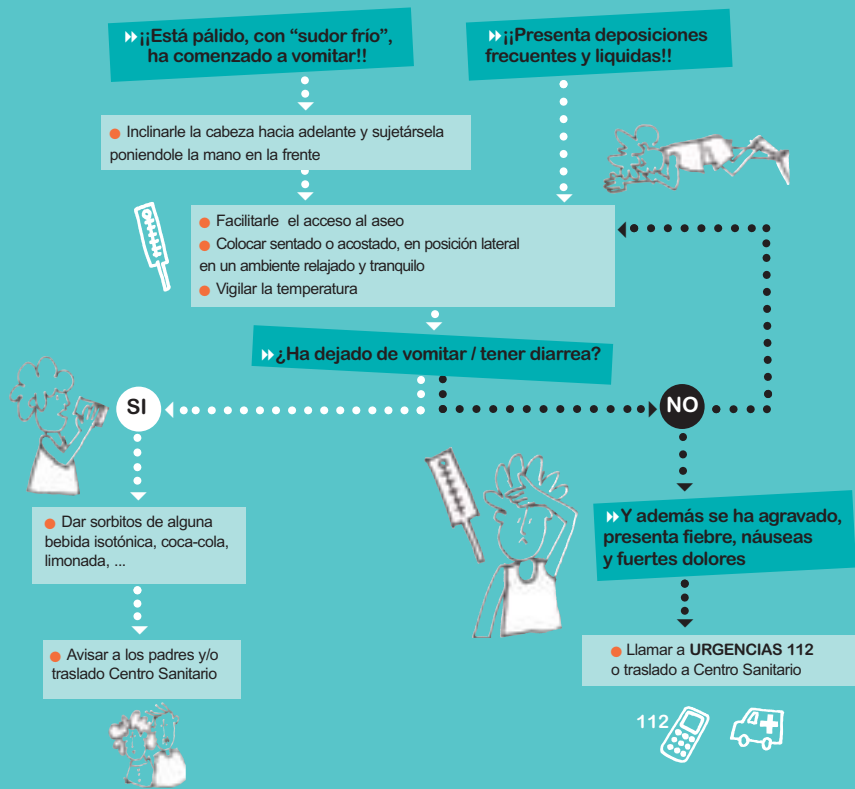 ¡¡Está pálido, con “sudor frío”,
ha comenzado a vomitar!!
¡¡Presenta deposiciones
frecuentes y liquidas!!
Inclinarle la cabeza hacia adelante y sujetársela
poniendole la mano en la frente
Facilitarle el acceso al aseo
Colocar sentado o acostado, en posición lateral
en un ambiente relajado y tranquilo
Vigilar la temperatura
¿Ha dejado de vomitar / tener diarrea?
SI
NO
Dar sorbitos de alguna
bebida isotónica, coca-cola,
limonada, ...
Y además se ha agravado,
presenta fiebre, náuseas
y fuertes dolores
Avisar a los padres y/o
traslado Centro Sanitario
Llamar a URGENCIAS 112
o traslado a Centro Sanitario
112